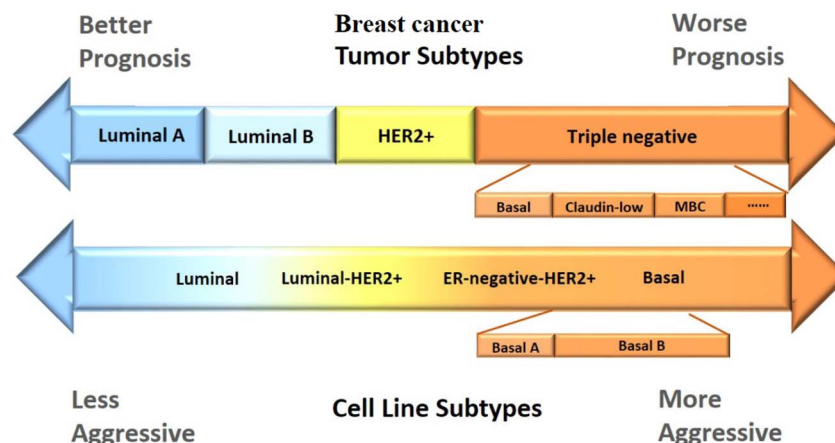 Better
Prognosis
Breast cancer
Tumor Subtypes
Worse
Prognosis
Luminal A
Luminal B
HER2+
Triple negative
Basal
Claudin-low
MBC
......
Luminal
Luminal-HER2+
ER-negative-HER2+
Basal
Basal A
Basal B
Less
Aggressive
Cell Line Subtypes
More
Aggressive